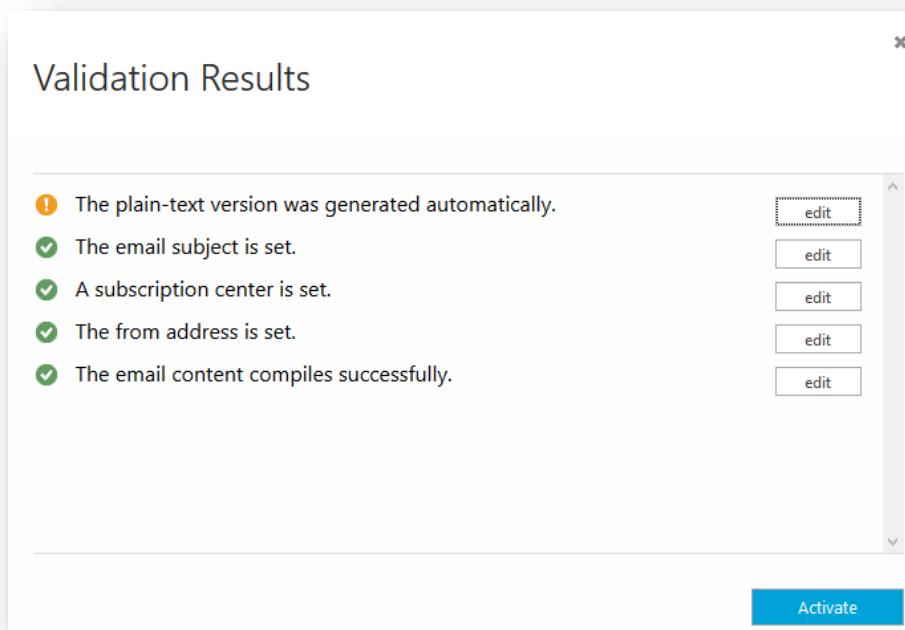 Validation Results
The plain-text version was generated automatically.
edit
The email subject is set.
edit
A subscription center is set.
edit
The from address is set.
edit
The email content compiles successfully.
edit
Activate